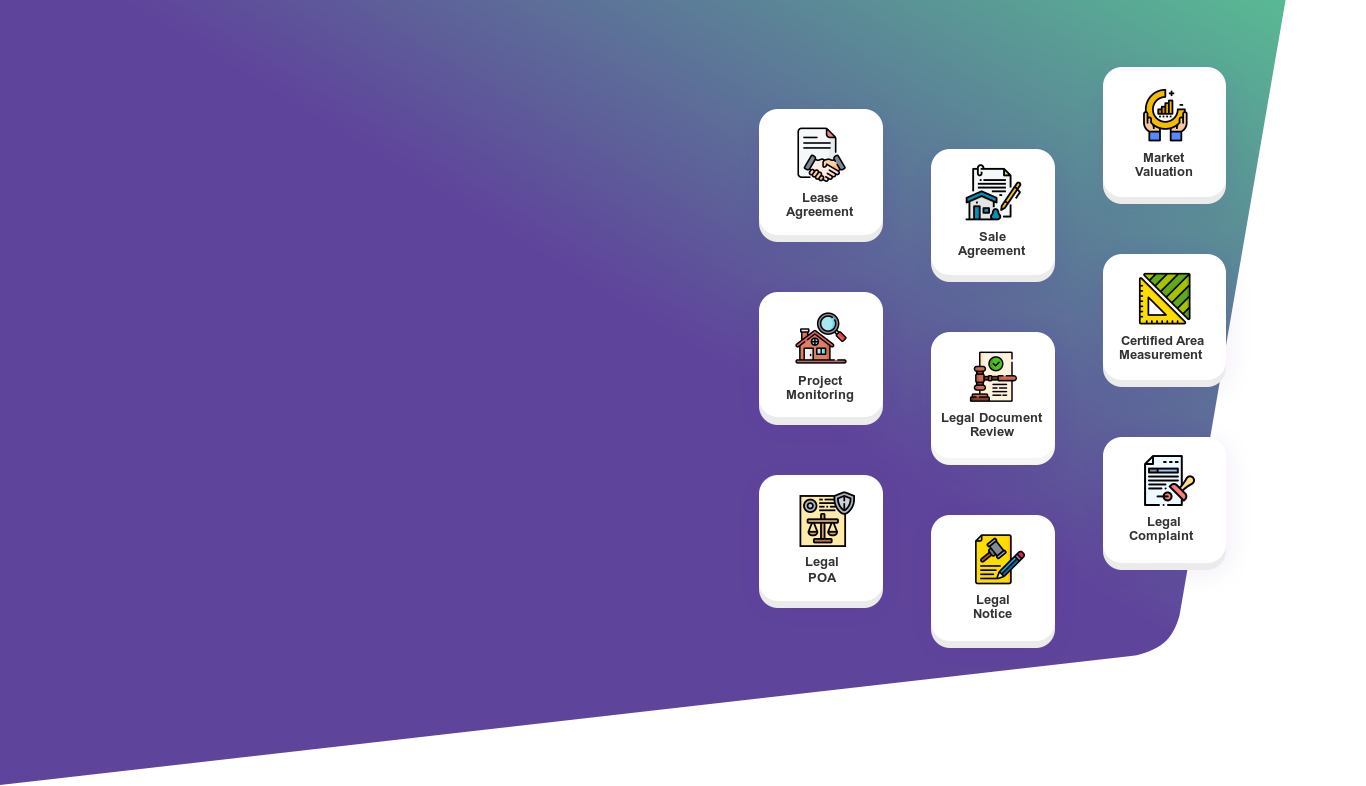 Lease
Agreement
Sale
Agreement
Market
Valuation
Project
Monitoring
Legal Document
Review
Certified Area
Measurement
Legal
POA
Legal
Notice
Legal
Complaint